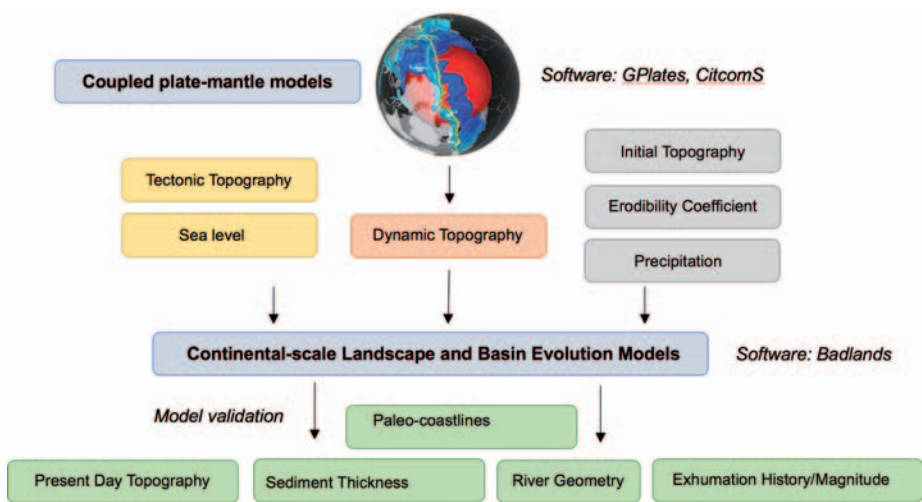 Coupled plate-mantle models
Software: GPlates, CitcomS
Initial Topography
Tectonic Topography
Erodibility Coefficient
Sea level
Dynamic Topography
Precipitation
Continental-scale Landscape and Basin Evolution Models
Software: Badlands
Model validation
Paleo-coastlines
Present Day Topography
Sediment Thickness
River Geometry
Exhumation History/Magnitude